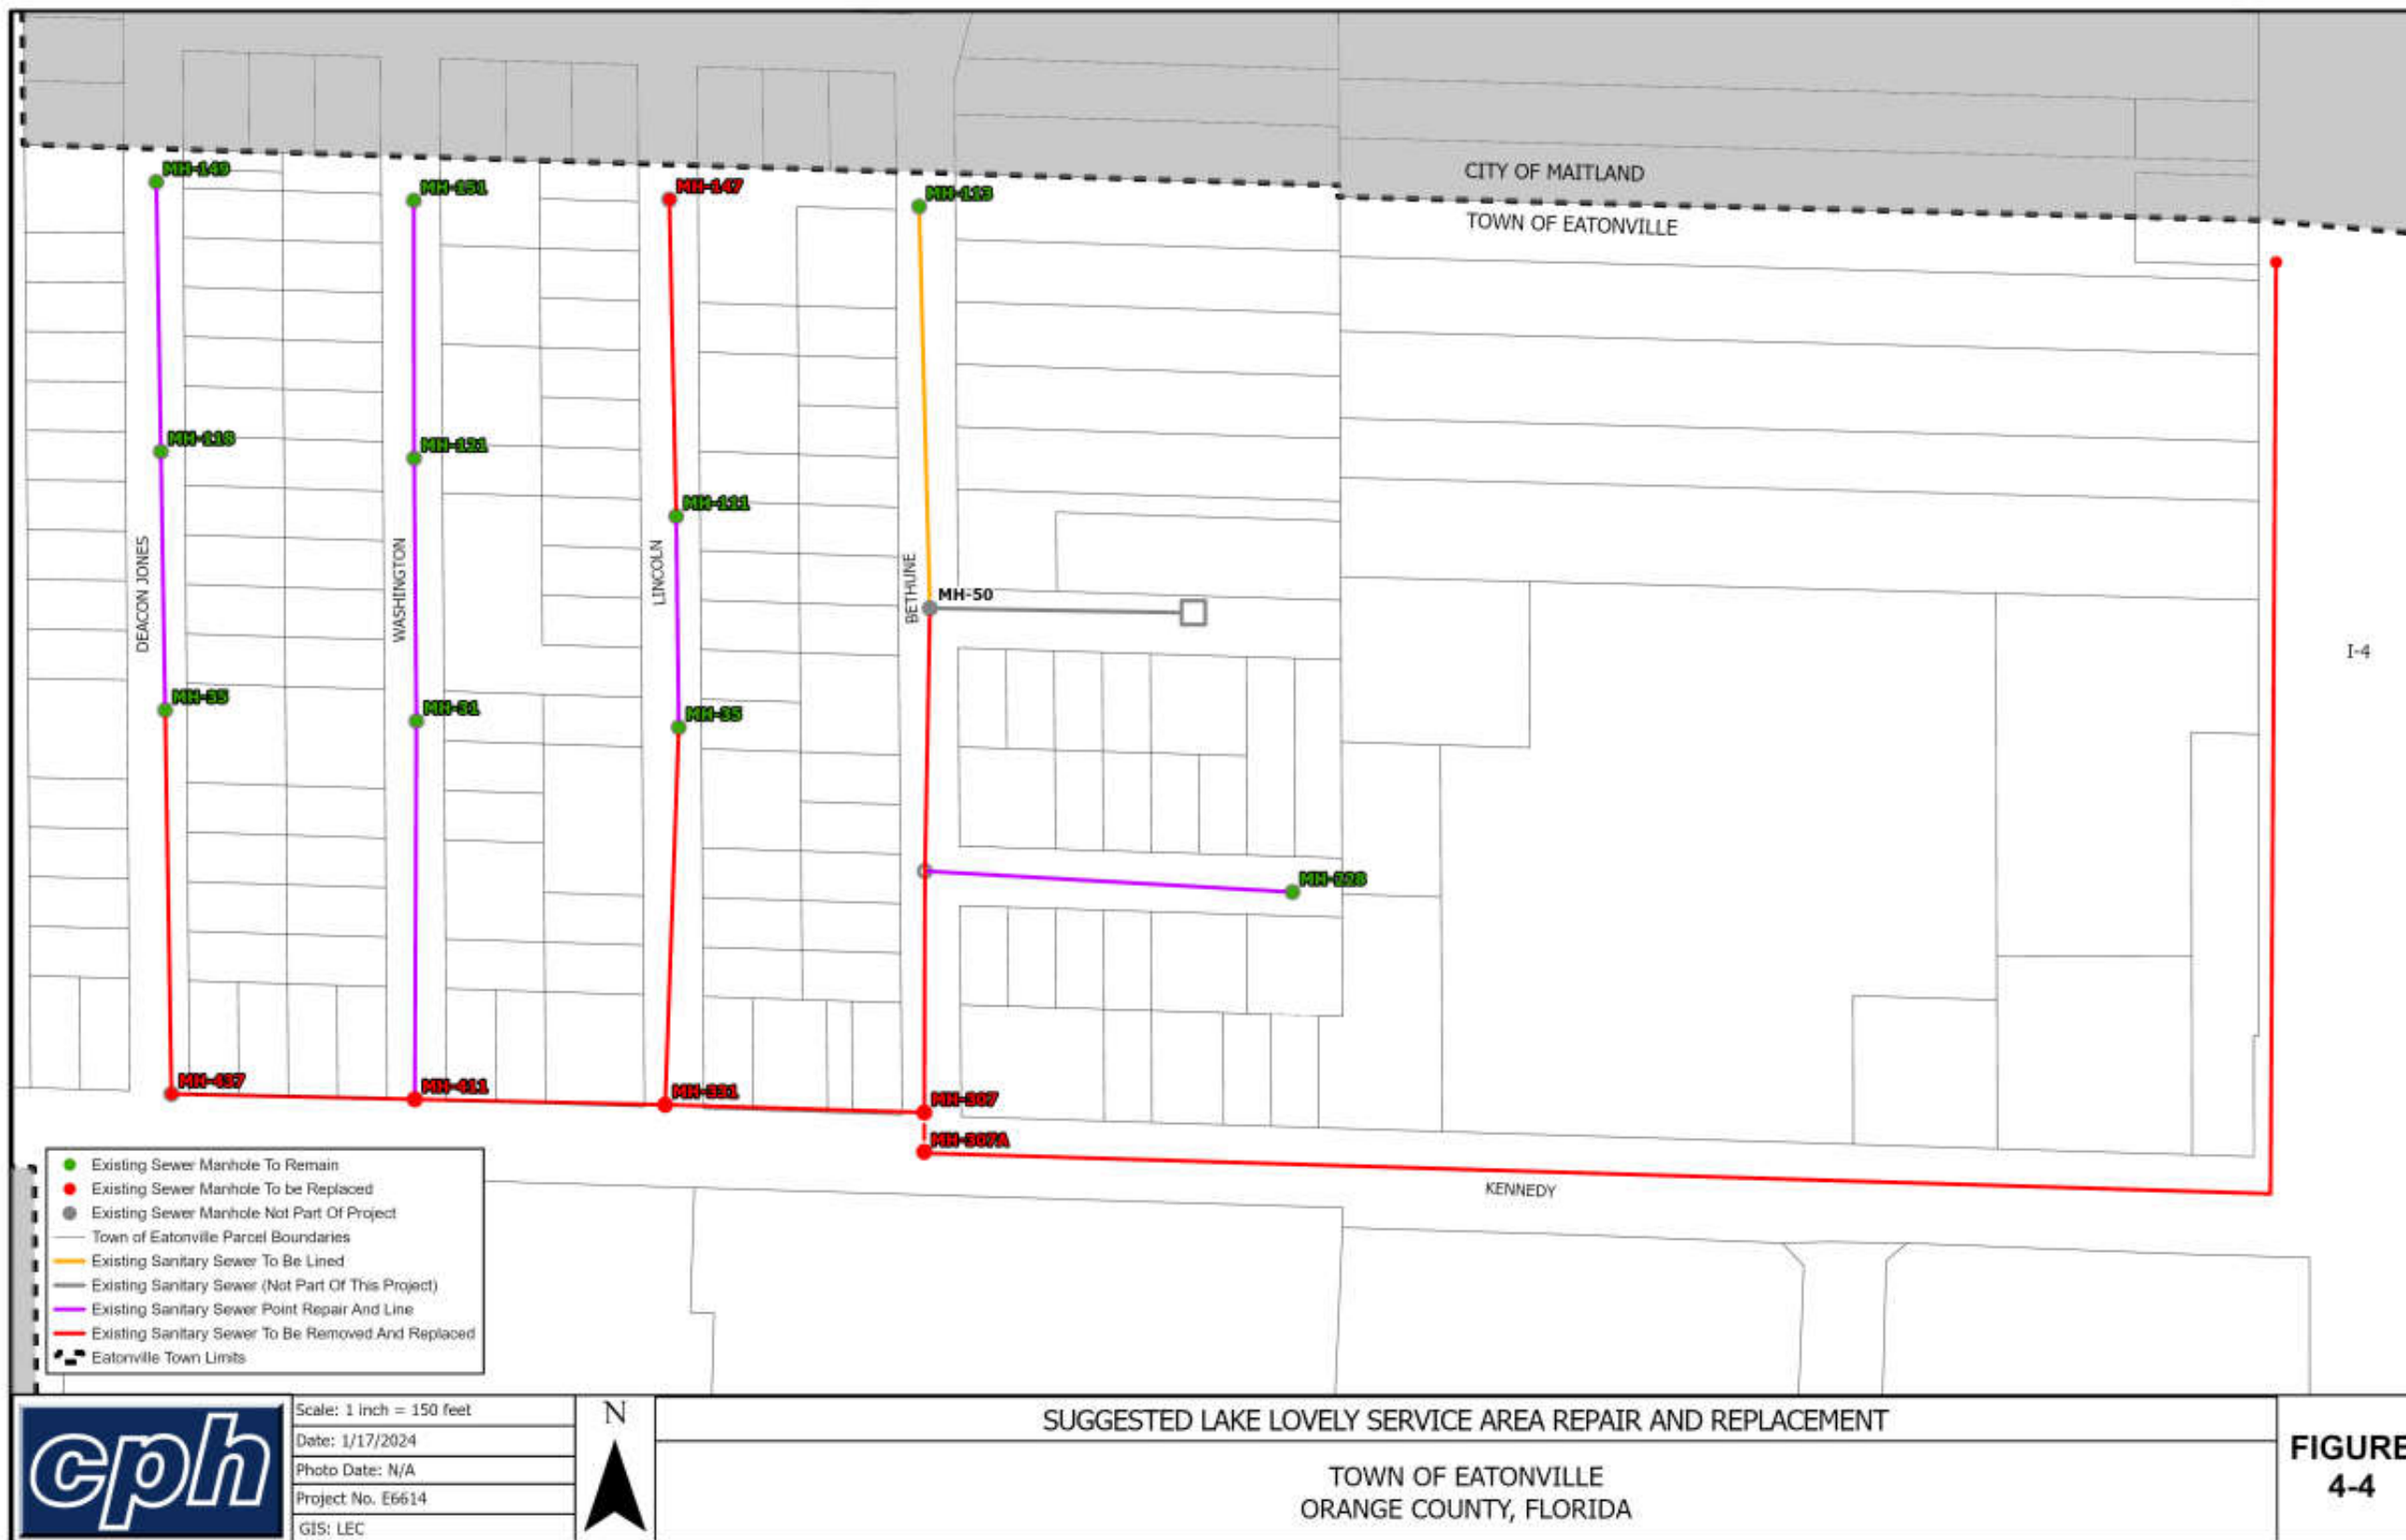 CITY OF MAITLAND
TOWN OF EATONVILLE
MH-149
MH-151
MH-147
MH-113
MH-118
MH-121
MH-111
DEACON JONES
WASHINGTON
LINCOLN
BETHUNE
MH-50
I-4
MH-35
MH-31
MH-35
MH-228
MH-437
MH-411
MH-331
MH-307
MH-307A
KENNEDY
Existing Sewer Manhole To Remain
Existing Sewer Manhole To be Replaced
Existing Sewer Manhole Not Part Of Project
Town of Eatonville Parcel Boundaries
Existing Sanitary Sewer To Be Lined
Existing Sanitary Sewer (Not Part Of This Project)
Existing Sanitary Sewer Point Repair And Line
Existing Sanitary Sewer To Be Removed And Replaced
Eatonville Town Limits
cph
Scale: 1 inch = 150 feet
Date: 1/17/2024
Photo Date: N/A
Project No. E6614
GIS: LEC
N
SUGGESTED LAKE LOVELY SERVICE AREA REPAIR AND REPLACEMENT
TOWN OF EATONVILLE
ORANGE COUNTY, FLORIDA
FIGURE
4-4